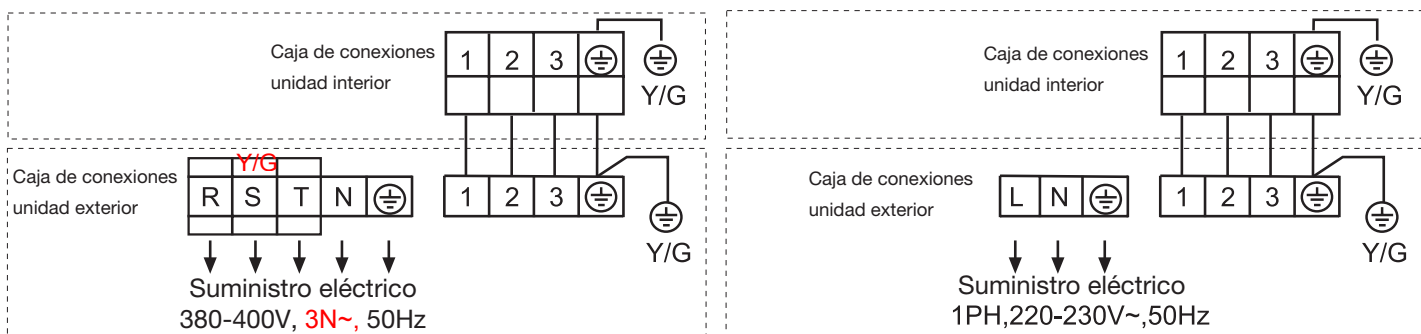 Caja de conexiones
unidad interior
1 2 3
Y/G
Caja de conexiones
unidad exterior
Y/G
R S T N
1 2 3
Y/G
Suministro eléctrico
380-400V, 3N~, 50Hz
Caja de conexiones
unidad interior
1 2 3
Y/G
Caja de conexiones
unidad exterior
L N
1 2 3
Y/G
Suministro eléctrico
1PH,220-230V~,50Hz